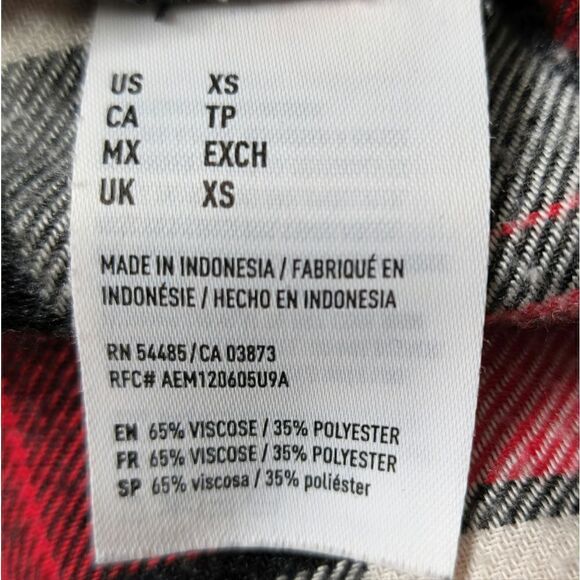 US XS
CA TP
MX EXCH
UK XS
MADE IN INDONESIA / FABRIQUÉ EN
INDONÉSIE / HECHO EN INDONESIA
RN 54485/CA 03873
RFC# AEM120605U9A
EN 65% VISCOSE / 35% POLYESTER
FR 65% VISCOSE / 35% POLYESTER
SP 65% viscosa / 35% poliéster